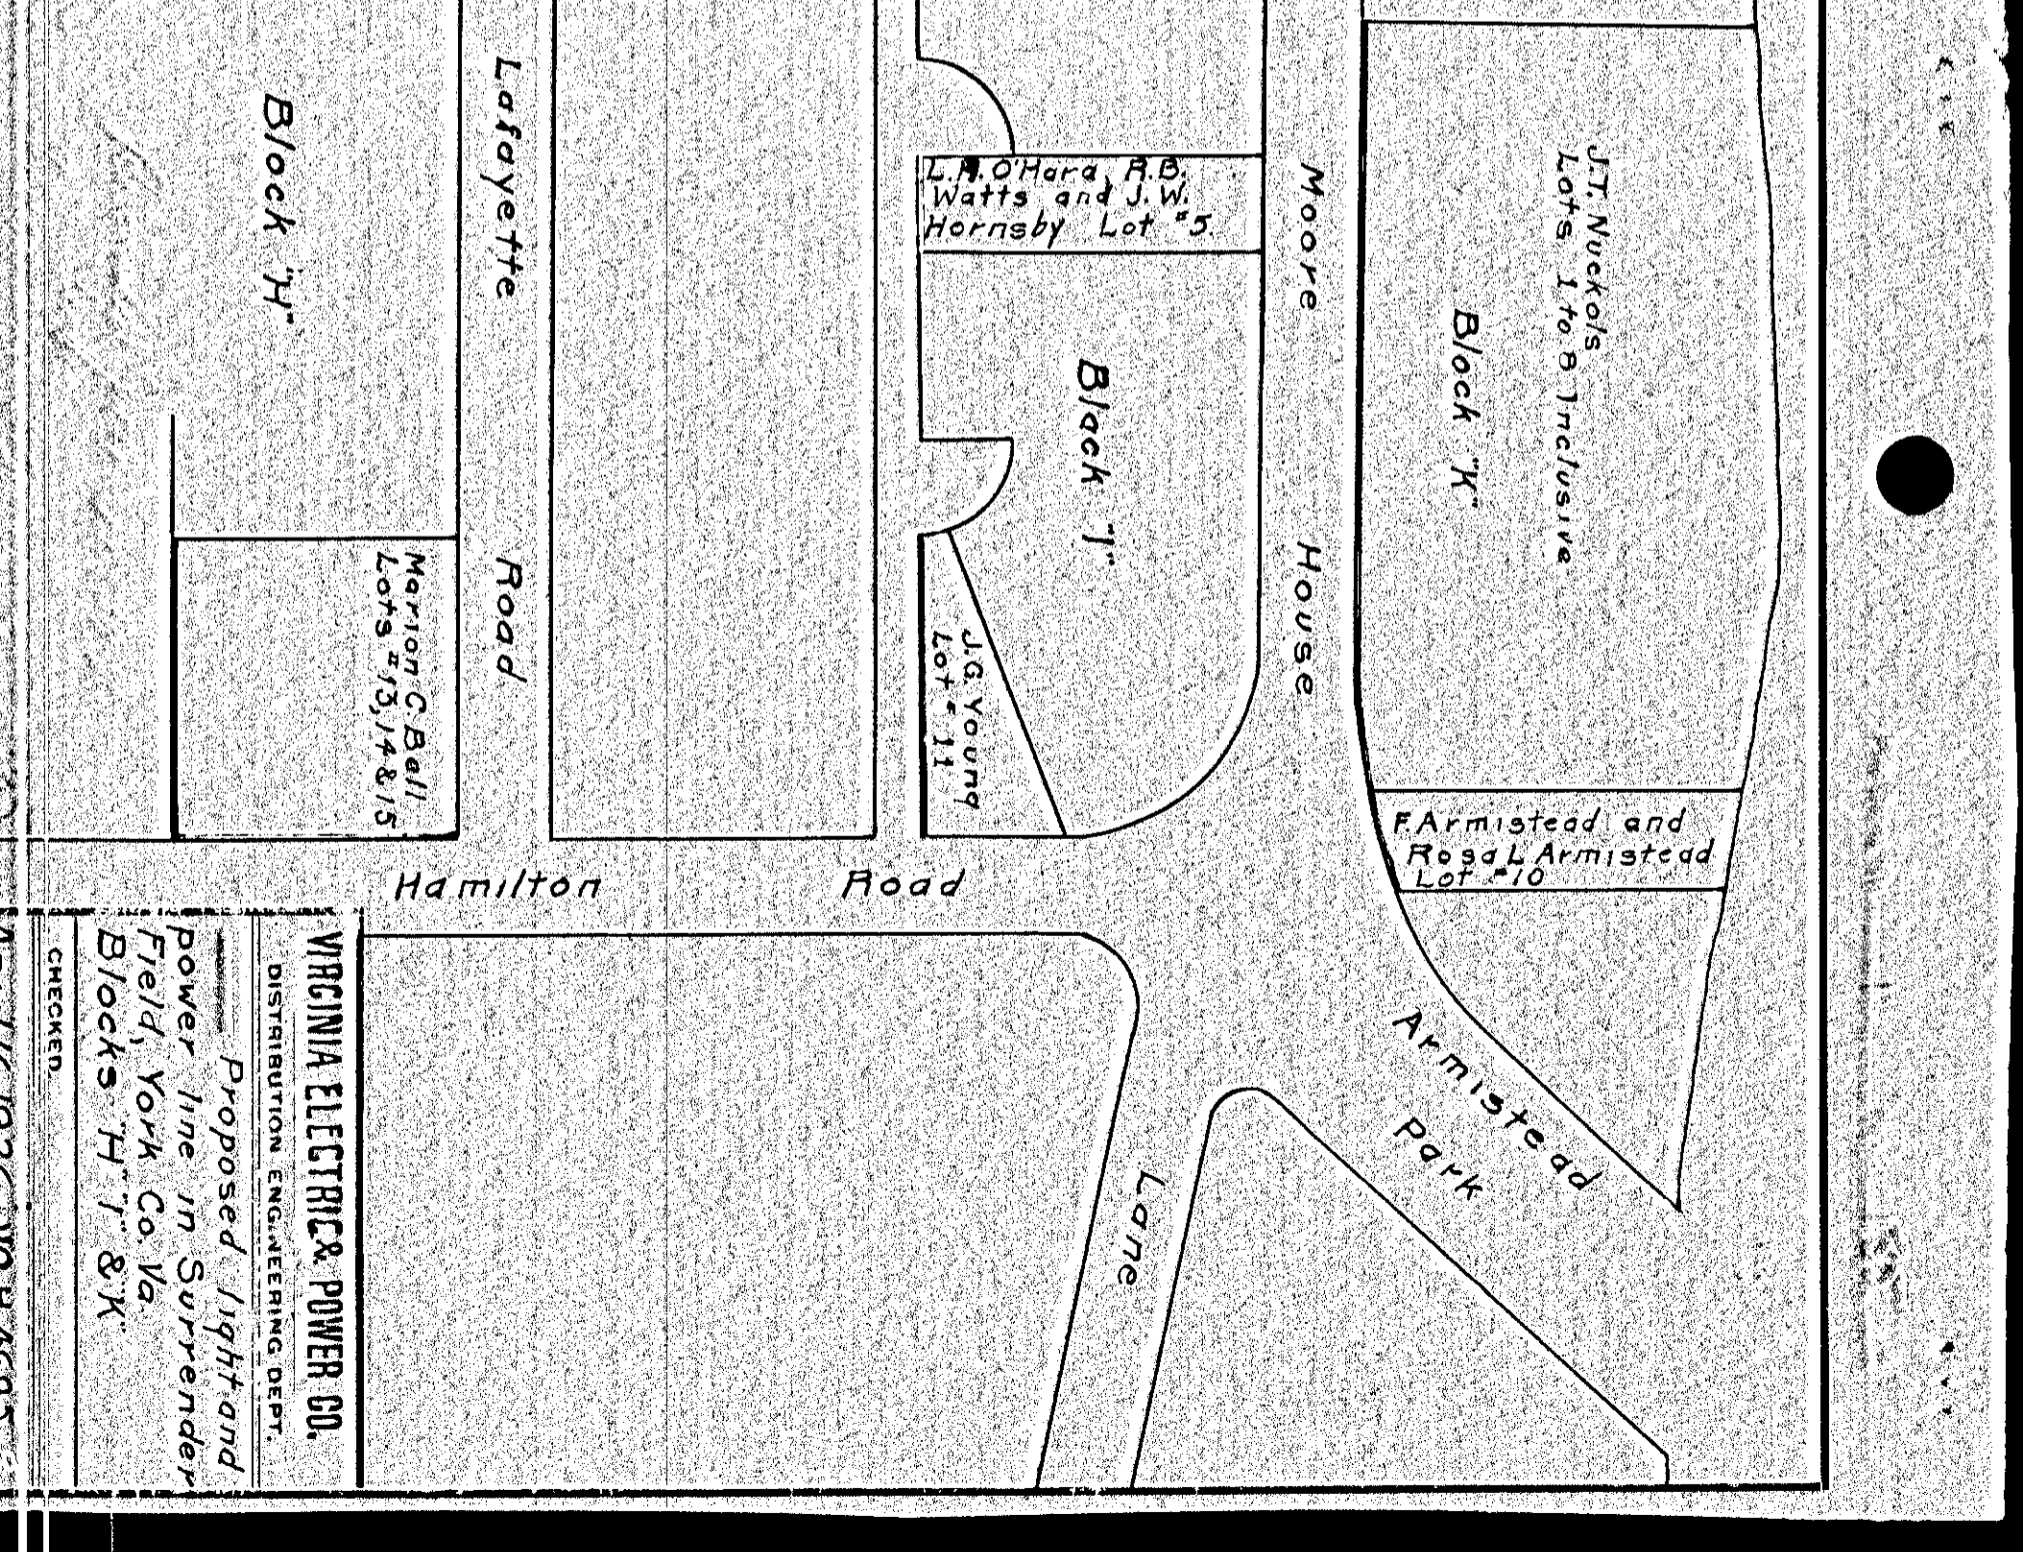 J.T. Nuckols
Lots 1 to 8 Inclusive
Block "K"
F. Armistead and
Rosa L Armistead
Lot #10
Armistead
Park
Moore House
Lane
L. O'Hara, R.B.
Watts and J.W.
Hornsby Lot #5
Block "I"
J.G. Young
Lot # 11
Lafayette Road
Hamilton Road
Block "H"
Marion C. Ball
Lots # 13, 14 & 15
VIRGINIA ELECTRIC & POWER CO.
DISTRIBUTION ENGINEERING DEPT.
Proposed light and
power line in Surrender
Field, York Co. Va.
Blocks "H" "I" & "K"
CHECKED